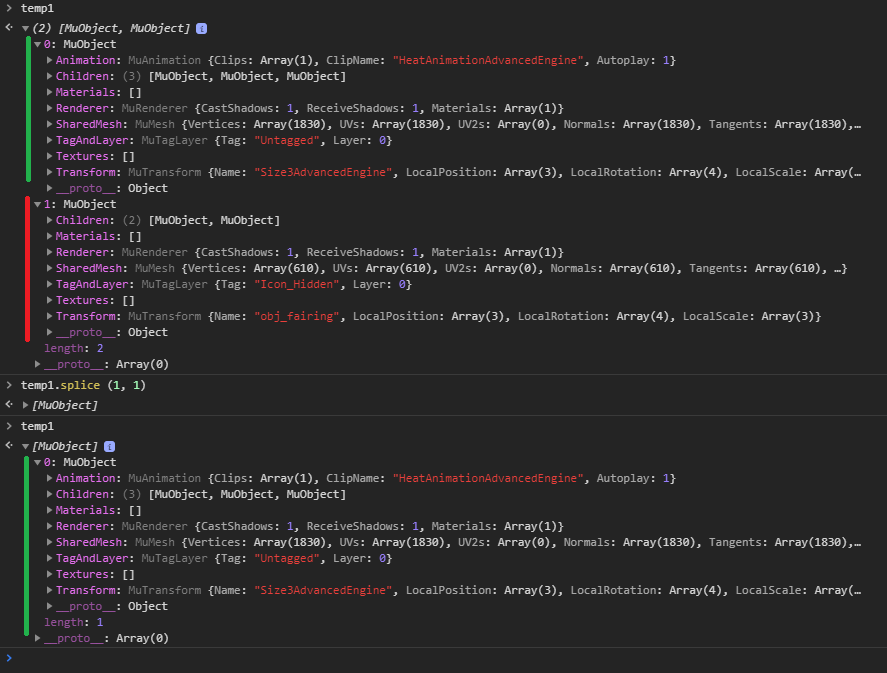 temp1
(2) [MuObject, MuObject] i
0: MuObject
Animation: MuAnimation {Clips: Array(1), ClipName: "HeatAnimationAdvancedEngine", Autoplay: 1}
Children: (3) [MuObject, MuObject, MuObject]
Materials: []
Renderer: MuRenderer {CastShadows: 1, ReceiveShadows: 1, Materials: Array(1)}
SharedMesh: MuMesh {Vertices: Array(1830), UVs: Array(1830), UV2s: Array(0), Normals: Array(1830), Tangents: Array(1830),…
TagAndLayer: MuTagLayer {Tag: "Untagged", Layer: 0}
Textures: []
Transform: MuTransform {Name: "Size3AdvancedEngine", LocalPosition: Array(3), LocalRotation: Array(4), LocalScale: Array(…
__proto__: Object
1: MuObject
Children: (2) [MuObject, MuObject]
Materials: []
Renderer: MuRenderer {CastShadows: 1, ReceiveShadows: 1, Materials: Array(1)}
SharedMesh: MuMesh {Vertices: Array(610), UVs: Array(610), UV2s: Array(0), Normals: Array(610), Tangents: Array(610), …}
TagAndLayer: MuTagLayer {Tag: "Icon_Hidden", Layer: 0}
Textures: []
Transform: MuTransform {Name: "obj_fairing", LocalPosition: Array(3), LocalRotation: Array(4), LocalScale: Array(3)}
__proto__: Object
length: 2
__proto__: Array(0)
temp1.splice (1, 1)
[MuObject]
temp1
[MuObject] i
0: MuObject
Animation: MuAnimation {Clips: Array(1), ClipName: "HeatAnimationAdvancedEngine", Autoplay: 1}
Children: (3) [MuObject, MuObject, MuObject]
Materials: []
Renderer: MuRenderer {CastShadows: 1, ReceiveShadows: 1, Materials: Array(1)}
SharedMesh: MuMesh {Vertices: Array(1830), UVs: Array(1830), UV2s: Array(0), Normals: Array(1830), Tangents: Array(1830),…
TagAndLayer: MuTagLayer {Tag: "Untagged", Layer: 0}
Textures: []
Transform: MuTransform {Name: "Size3AdvancedEngine", LocalPosition: Array(3), LocalRotation: Array(4), LocalScale: Array(…
__proto__: Object
length: 1
__proto__: Array(0)